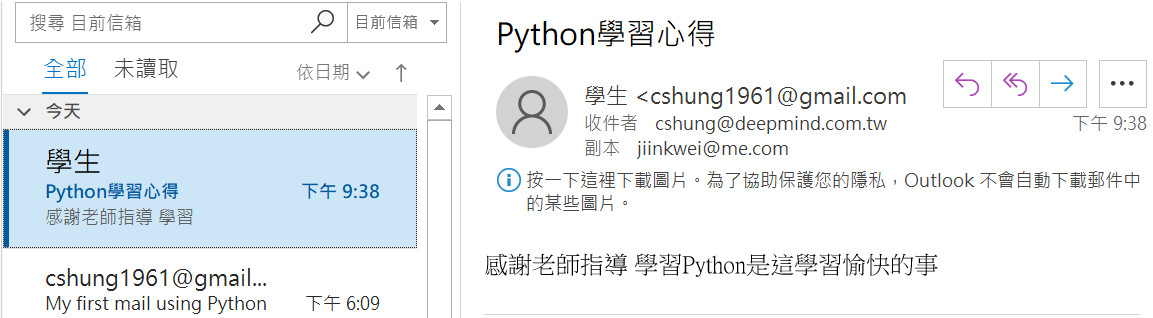 搜尋 目前信箱
目前信箱
全部 未讀取 依日期
今天
學生
Python學習心得 下午 9:38
感謝老師指導 學習
cshung1961@gmail...
My first mail using Python 下午 6:09
Python學習心得
學生 <cshung1961@gmail.com
收件者 cshung@deepmind.com.tw 下午 9:38
副本 jiinkwei@me.com
按一下這裡下載圖片。為了協助保護您的隱私，Outlook 不會自動下載郵件中
的某些圖片。
感謝老師指導 學習Python是這學習愉快的事